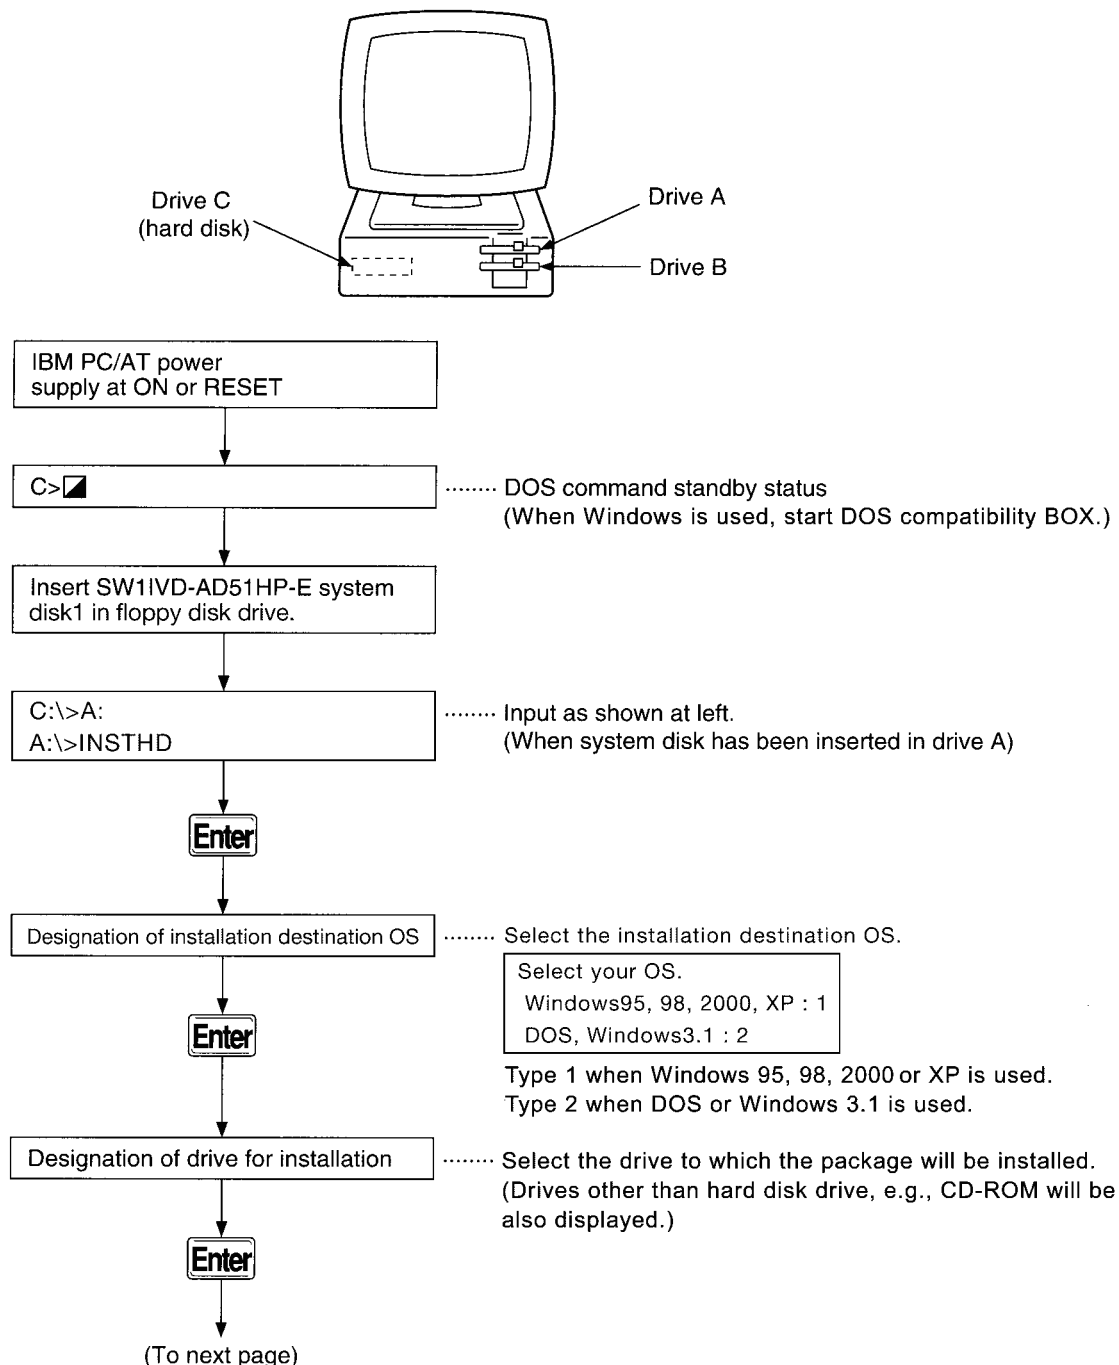 Drive C
(hard disk)
Drive A
Drive B
IBM PC/AT power
supply at ON or RESET
C>
DOS command standby status
(When Windows is used, start DOS compatibility BOX.)
Insert SW1IVD-AD51HP-E system
disk1 in floppy disk drive.
C:\>A:
A:\>INSTHD
Input as shown at left.
(When system disk has been inserted in drive A)
Enter
Designation of installation destination OS
Select the installation destination OS.
Select your OS.
Windows95, 98, 2000, XP : 1
DOS, Windows3.1 : 2
Enter
Type 1 when Windows 95, 98, 2000 or XP is used.
Type 2 when DOS or Windows 3.1 is used.
Designation of drive for installation
Select the drive to which the package will be installed.
(Drives other than hard disk drive, e.g., CD-ROM will be
also displayed.)
Enter
(To next page)